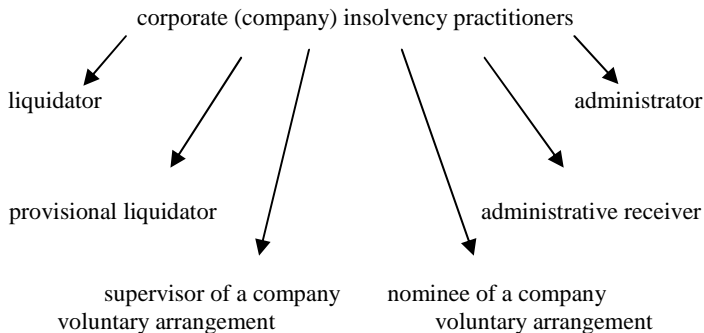 corporate (company) insolvency practitioners
liquidator
administrator
provisional liquidator
administrative receiver
supervisor of a company
voluntary arrangement
nominee of a company
voluntary arrangement